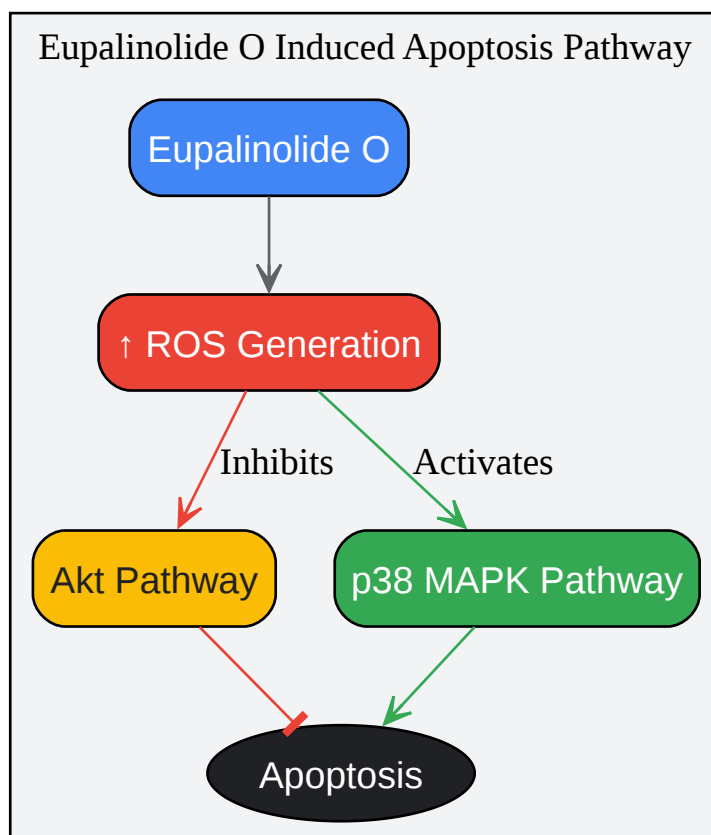 Eupalinolide O Induced Apoptosis Pathway
Eupalinolide O
↑ ROS Generation
Inhibits
Activates
Akt Pathway
p38 MAPK Pathway
Apoptosis